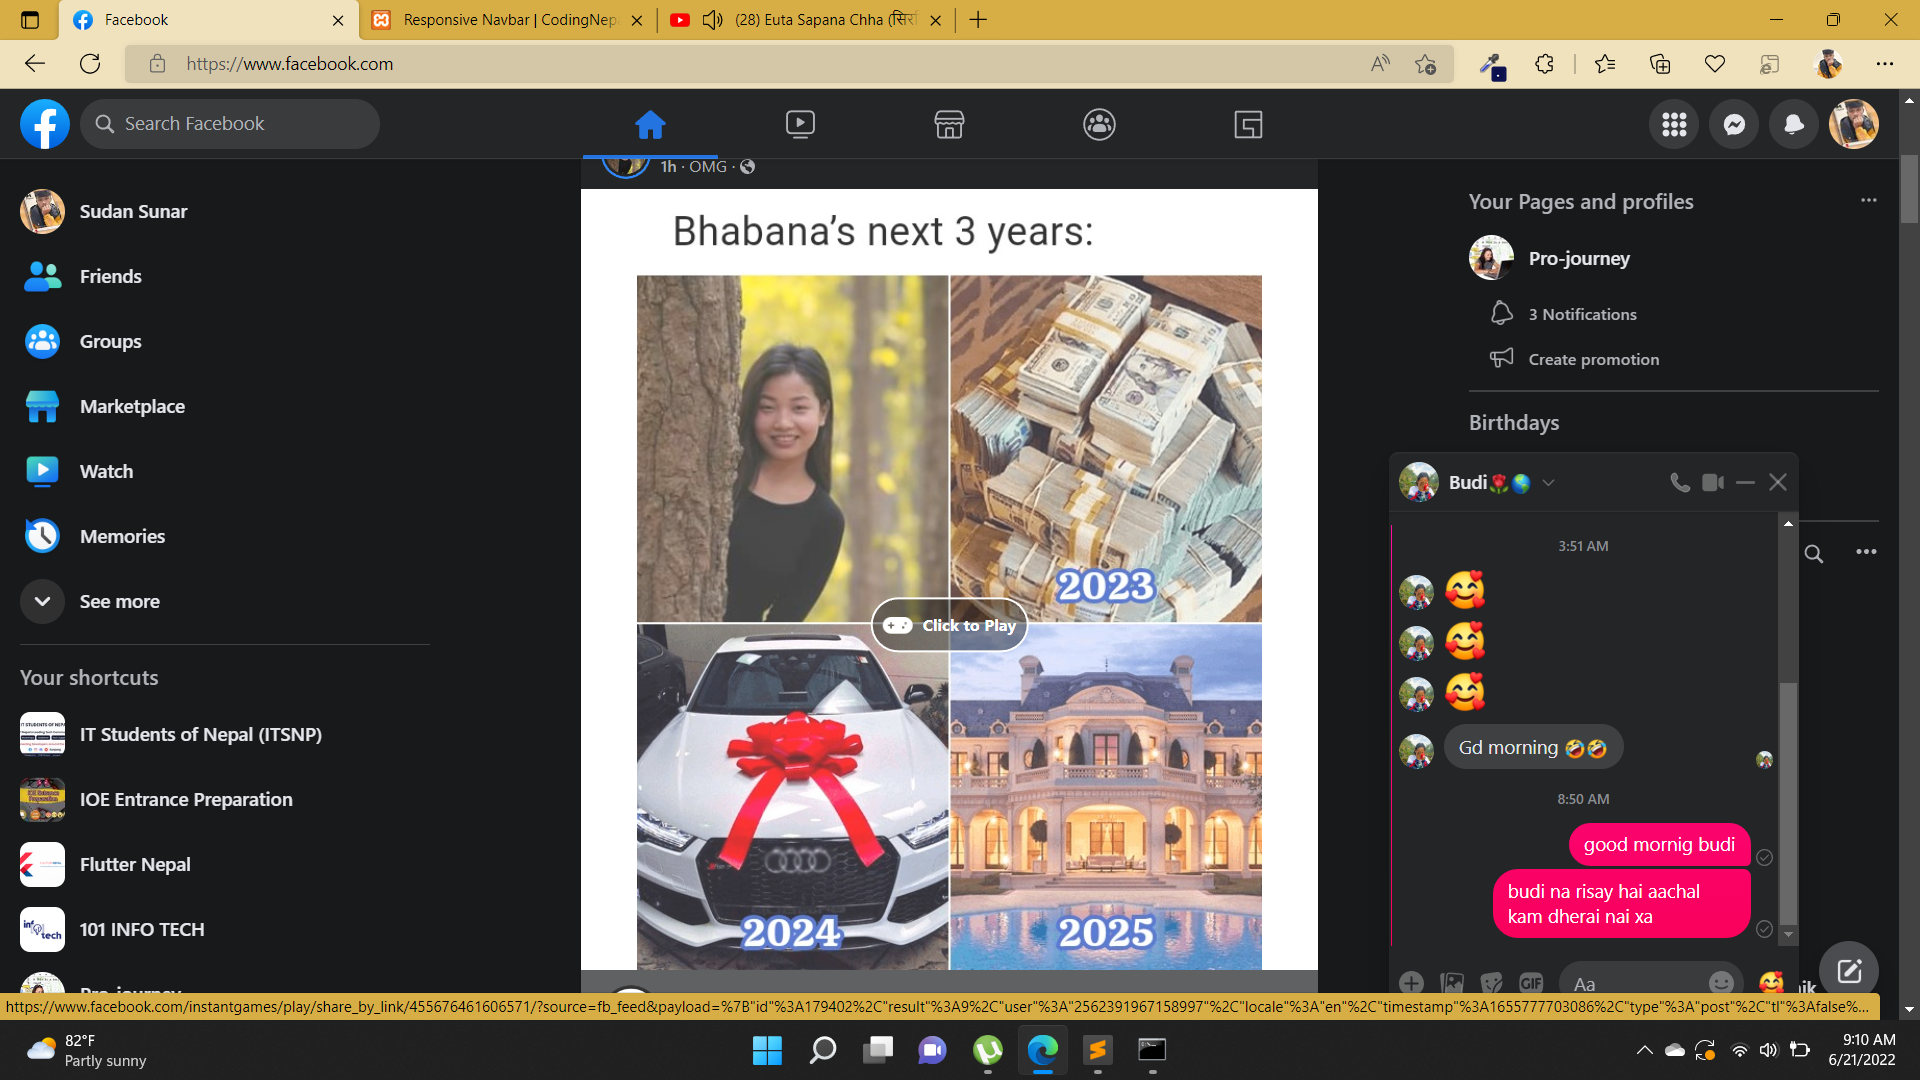 Facebook
Responsive Navbar | CodingNep
(28) Euta Sapana Chha (सिर्फ
https://www.facebook.com
Search Facebook
1h · OMG ·
Sudan Sunar
Friends
Groups
Marketplace
Watch
Memories
See more
Your shortcuts
IT Students of Nepal (ITSNP)
IOE Entrance Preparation
Flutter Nepal
101 INFO TECH
Pro-journey
Bhabana's next 3 years:
2023
Click to Play
2024
2025
Your Pages and profiles
Pro-journey
3 Notifications
Create promotion
Birthdays
Budi🌹🌍
3:51 AM
🥰
🥰
🥰
Gd morning 🤣🤣
8:50 AM
good mornig budi
budi na risay hai aachal
kam dherai nai xa
GIF
Aa
🥰
https://www.facebook.com/instantgames/play/share_by_link/455676461606571/?source=fb_feed&payload=%7B"id"%3A179402%2C"result"%3A9%2C"user"%3A"2562391967158997"%2C"locale"%3A"en"%2C"timestamp"%3A1655777703086%2C"type"%3A"post"%2C"tl"%3Afalse%...
82°F
Partly sunny
9:10 AM
6/21/2022